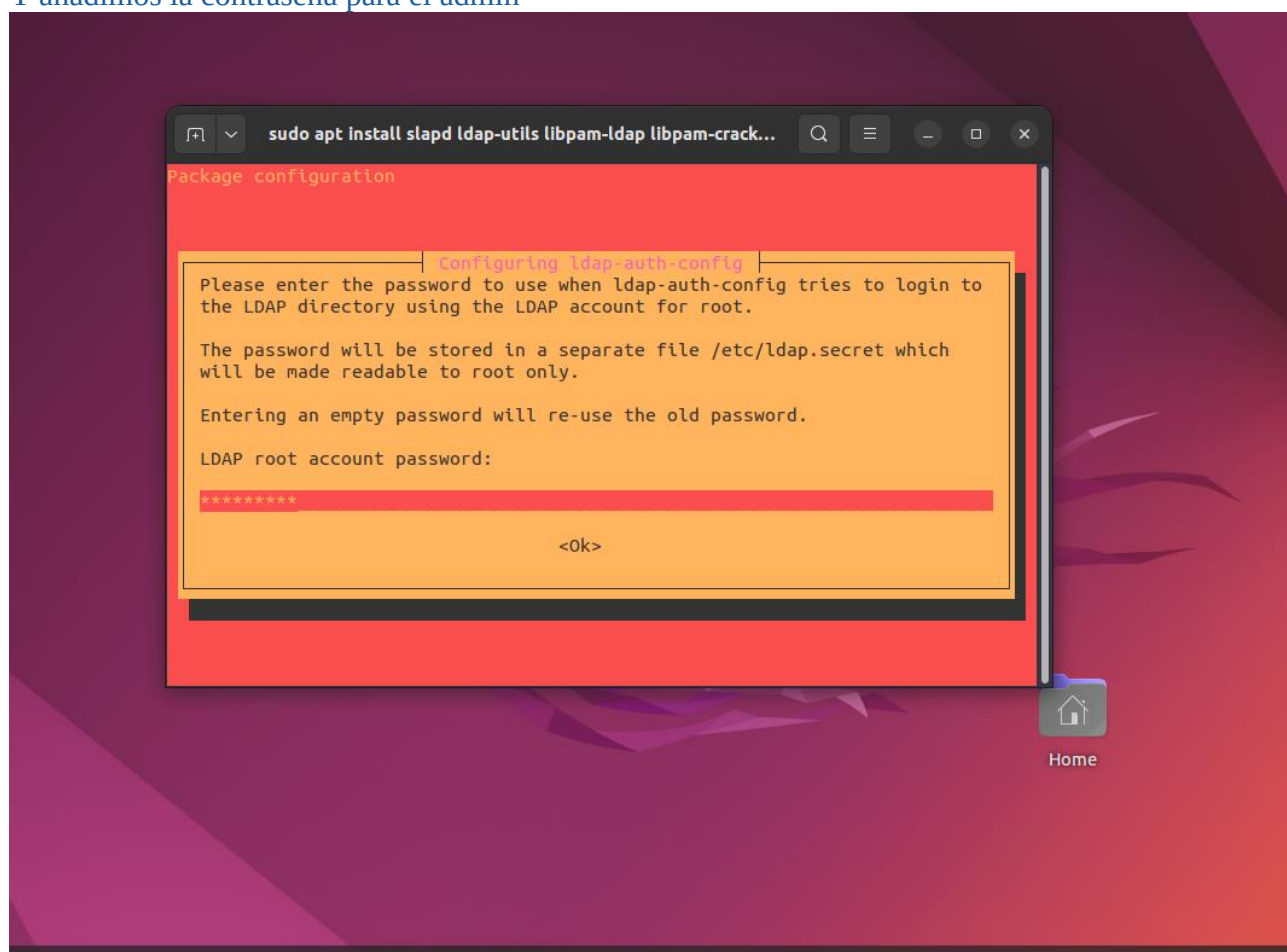 Y añadimos la contraseña para el admin
sudo apt install slapd ldap-utils libpam-ldap libpam-crack...
Package configuration
Configuring ldap-auth-config
Please enter the password to use when ldap-auth-config tries to login to
the LDAP directory using the LDAP account for root.
The password will be stored in a separate file /etc/ldap.secret which
will be made readable to root only.
Entering an empty password will re-use the old password.
LDAP root account password:
*********
<Ok>
Home